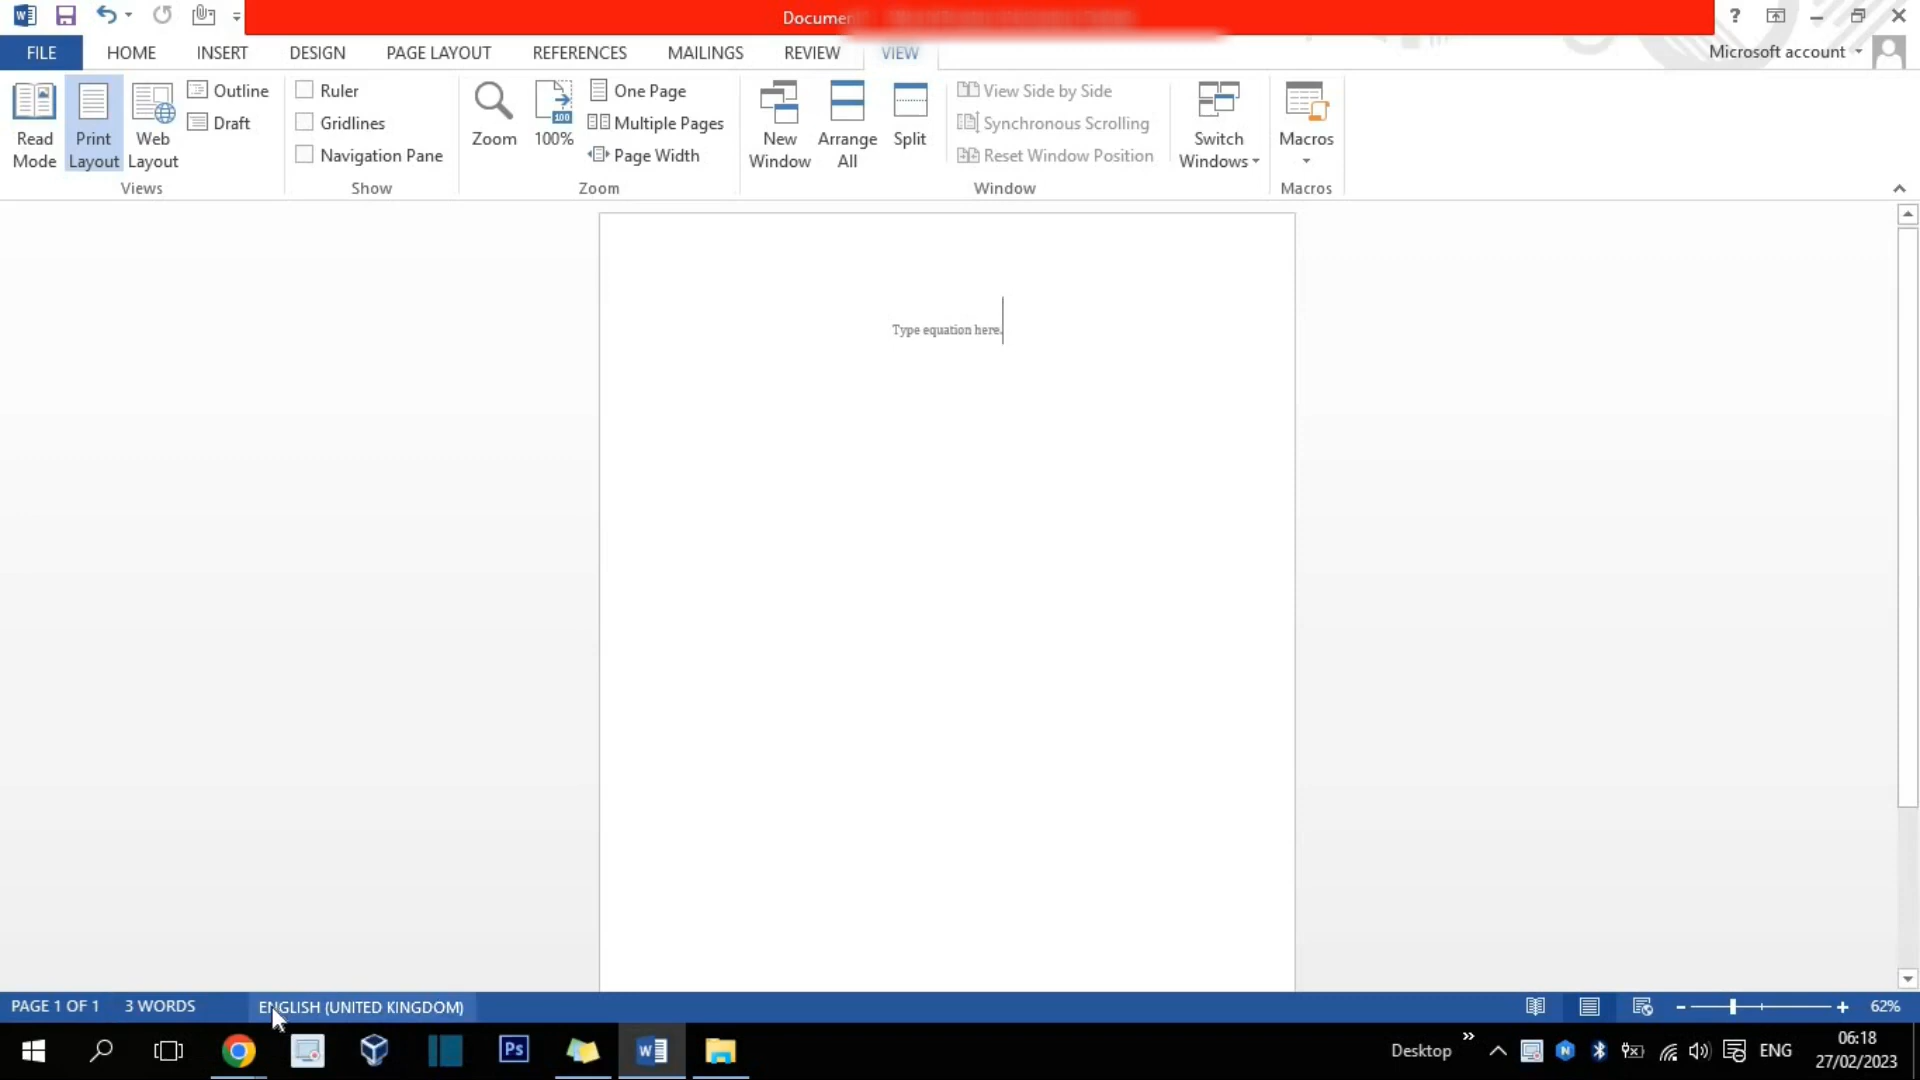 Documen
FILE HOME INSERT DESIGN PAGE LAYOUT REFERENCES MAILINGS REVIEW VIEW Microsoft account
Read Mode
Print Layout
Web Layout
Outline
Draft
Views
Ruler
Gridlines
Navigation Pane
Show
Zoom
100
100%
One Page
Multiple Pages
Page Width
Zoom
New Window
Arrange All
Split
View Side by Side
Synchronous Scrolling
Reset Window Position
Window
Switch Windows
Macros
Macros
Type equation here.
PAGE 1 OF 1 3 WORDS ENGLISH (UNITED KINGDOM) 62%
Ps
Desktop
ENG
06:18
27/02/2023